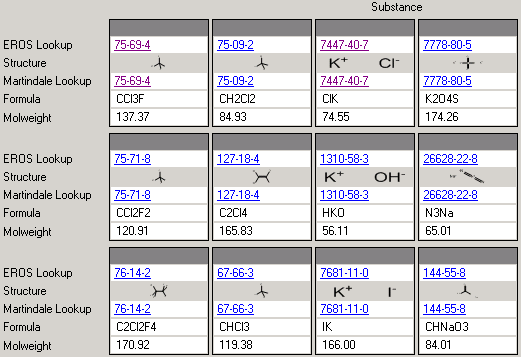 Substance
EROS Lookup 75-69-4 75-09-2 7447-40-7 7778-80-5
Structure K+ Cl-
Martindale Lookup 75-69-4 75-09-2 7447-40-7 7778-80-5
Formula CCl3F CH2Cl2 ClK K2O4S
Molweight 137.37 84.93 74.55 174.26
EROS Lookup 75-71-8 127-18-4 1310-58-3 26628-22-8
Structure K+ OH-
Martindale Lookup 75-71-8 127-18-4 1310-58-3 26628-22-8
Formula CCl2F2 C2Cl4 HKO N3Na
Molweight 120.91 165.83 56.11 65.01
EROS Lookup 76-14-2 67-66-3 7681-11-0 144-55-8
Structure K+ I-
Martindale Lookup 76-14-2 67-66-3 7681-11-0 144-55-8
Formula C2Cl2F4 CHCl3 IK CHNaO3
Molweight 170.92 119.38 166.00 84.01